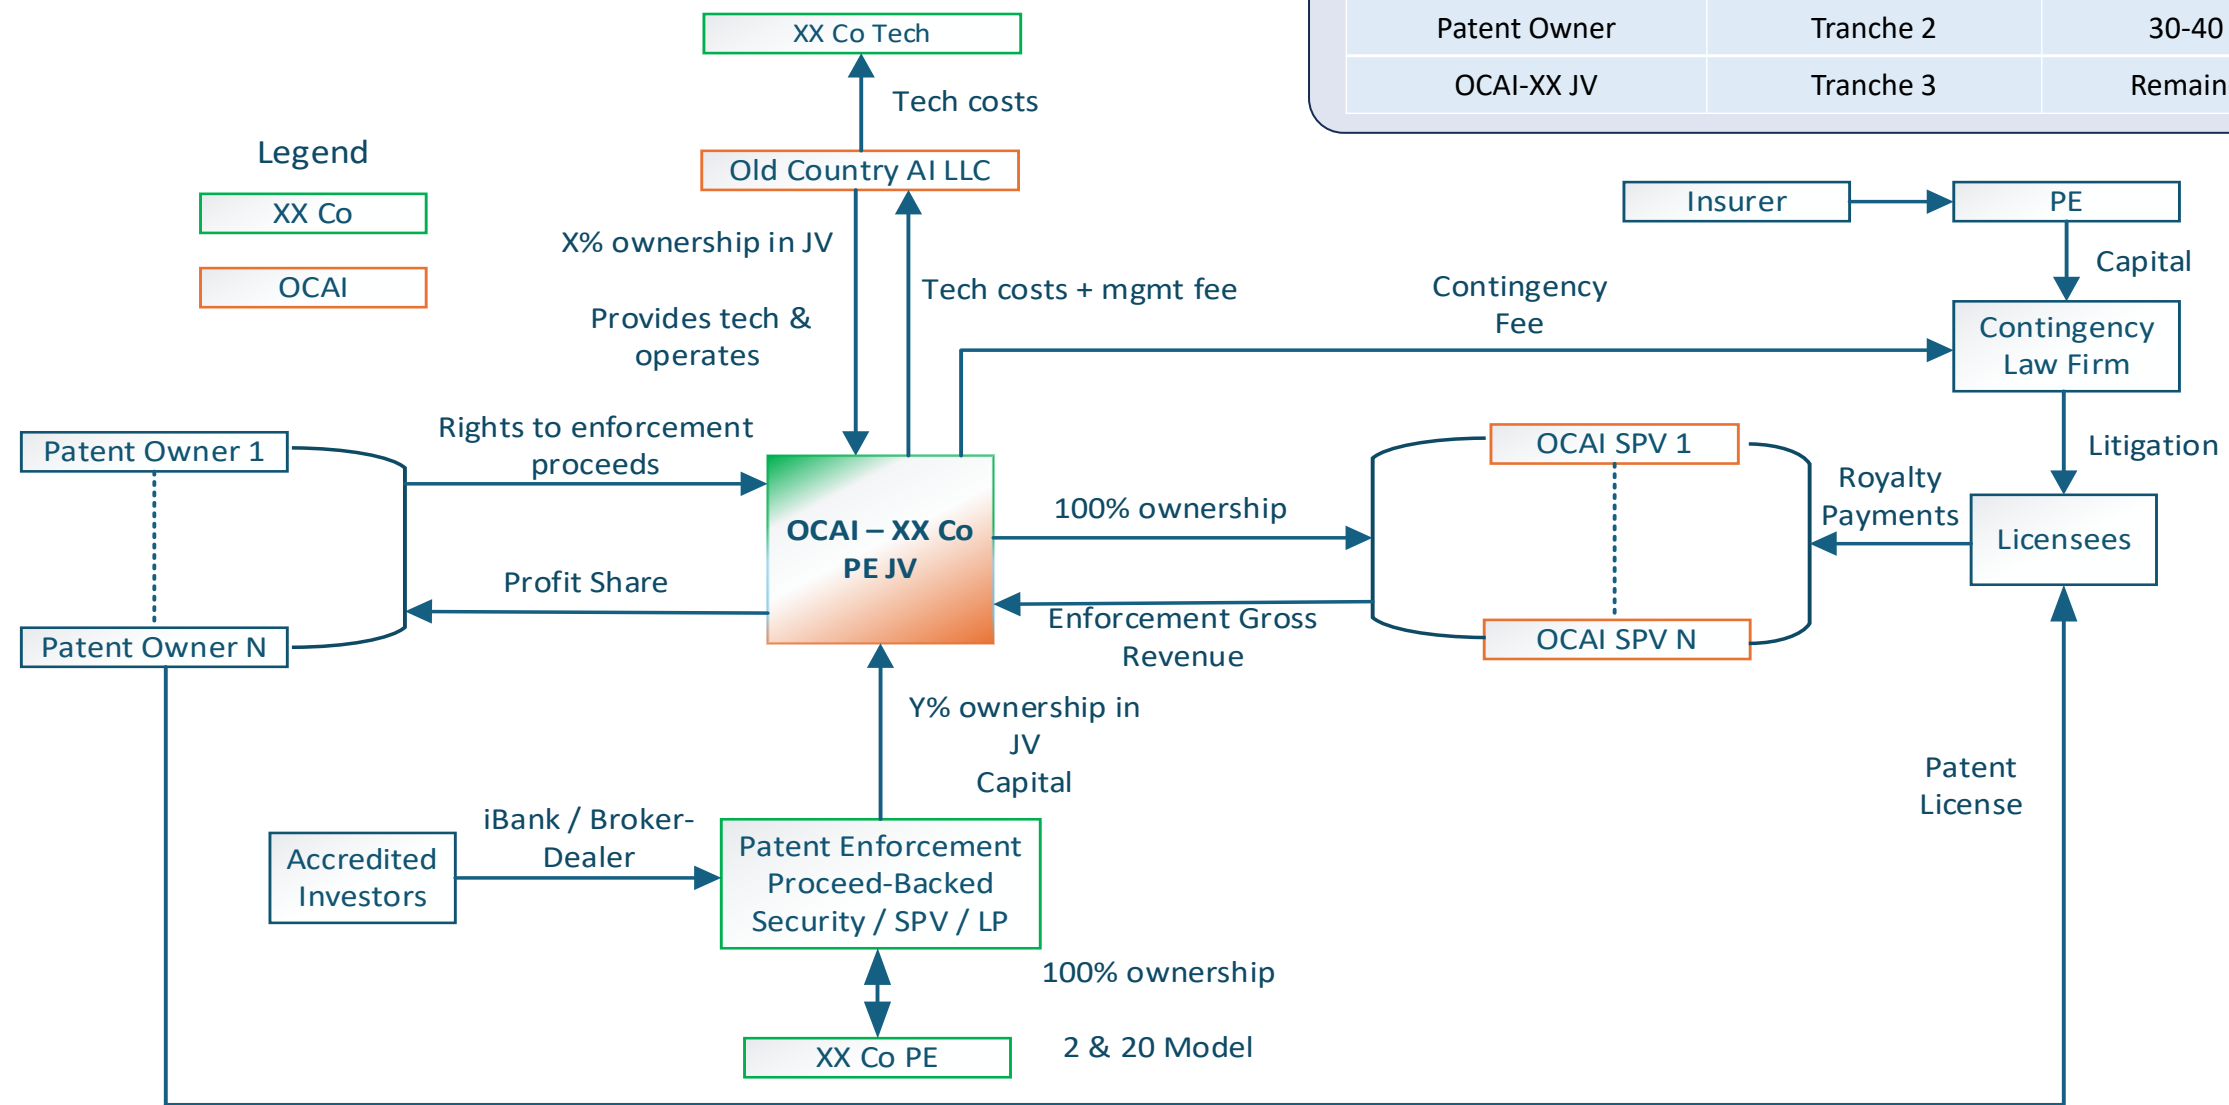 XX Co Tech
Patent Owner Tranche 2 30-40
OCAI-XX JV Tranche 3 Remain
Tech costs
Legend
Old Country AI LLC
XX Co
OCAI
Insurer
PE
X% ownership in JV
Provides tech &
operates
Tech costs + mgmt fee
Capital
Contingency
Fee
Contingency
Law Firm
Patent Owner 1
Rights to enforcement
proceeds
OCAI SPV 1
Litigation
Royalty
Payments
OCAI – XX Co
PE JV
100% ownership
Licensees
Profit Share
Enforcement Gross
Revenue
Patent Owner N
OCAI SPV N
Y% ownership in
JV
Capital
Patent
License
iBank / Broker-
Dealer
Accredited
Investors
Patent Enforcement
Proceed-Backed
Security / SPV / LP
100% ownership
2 & 20 Model
XX Co PE